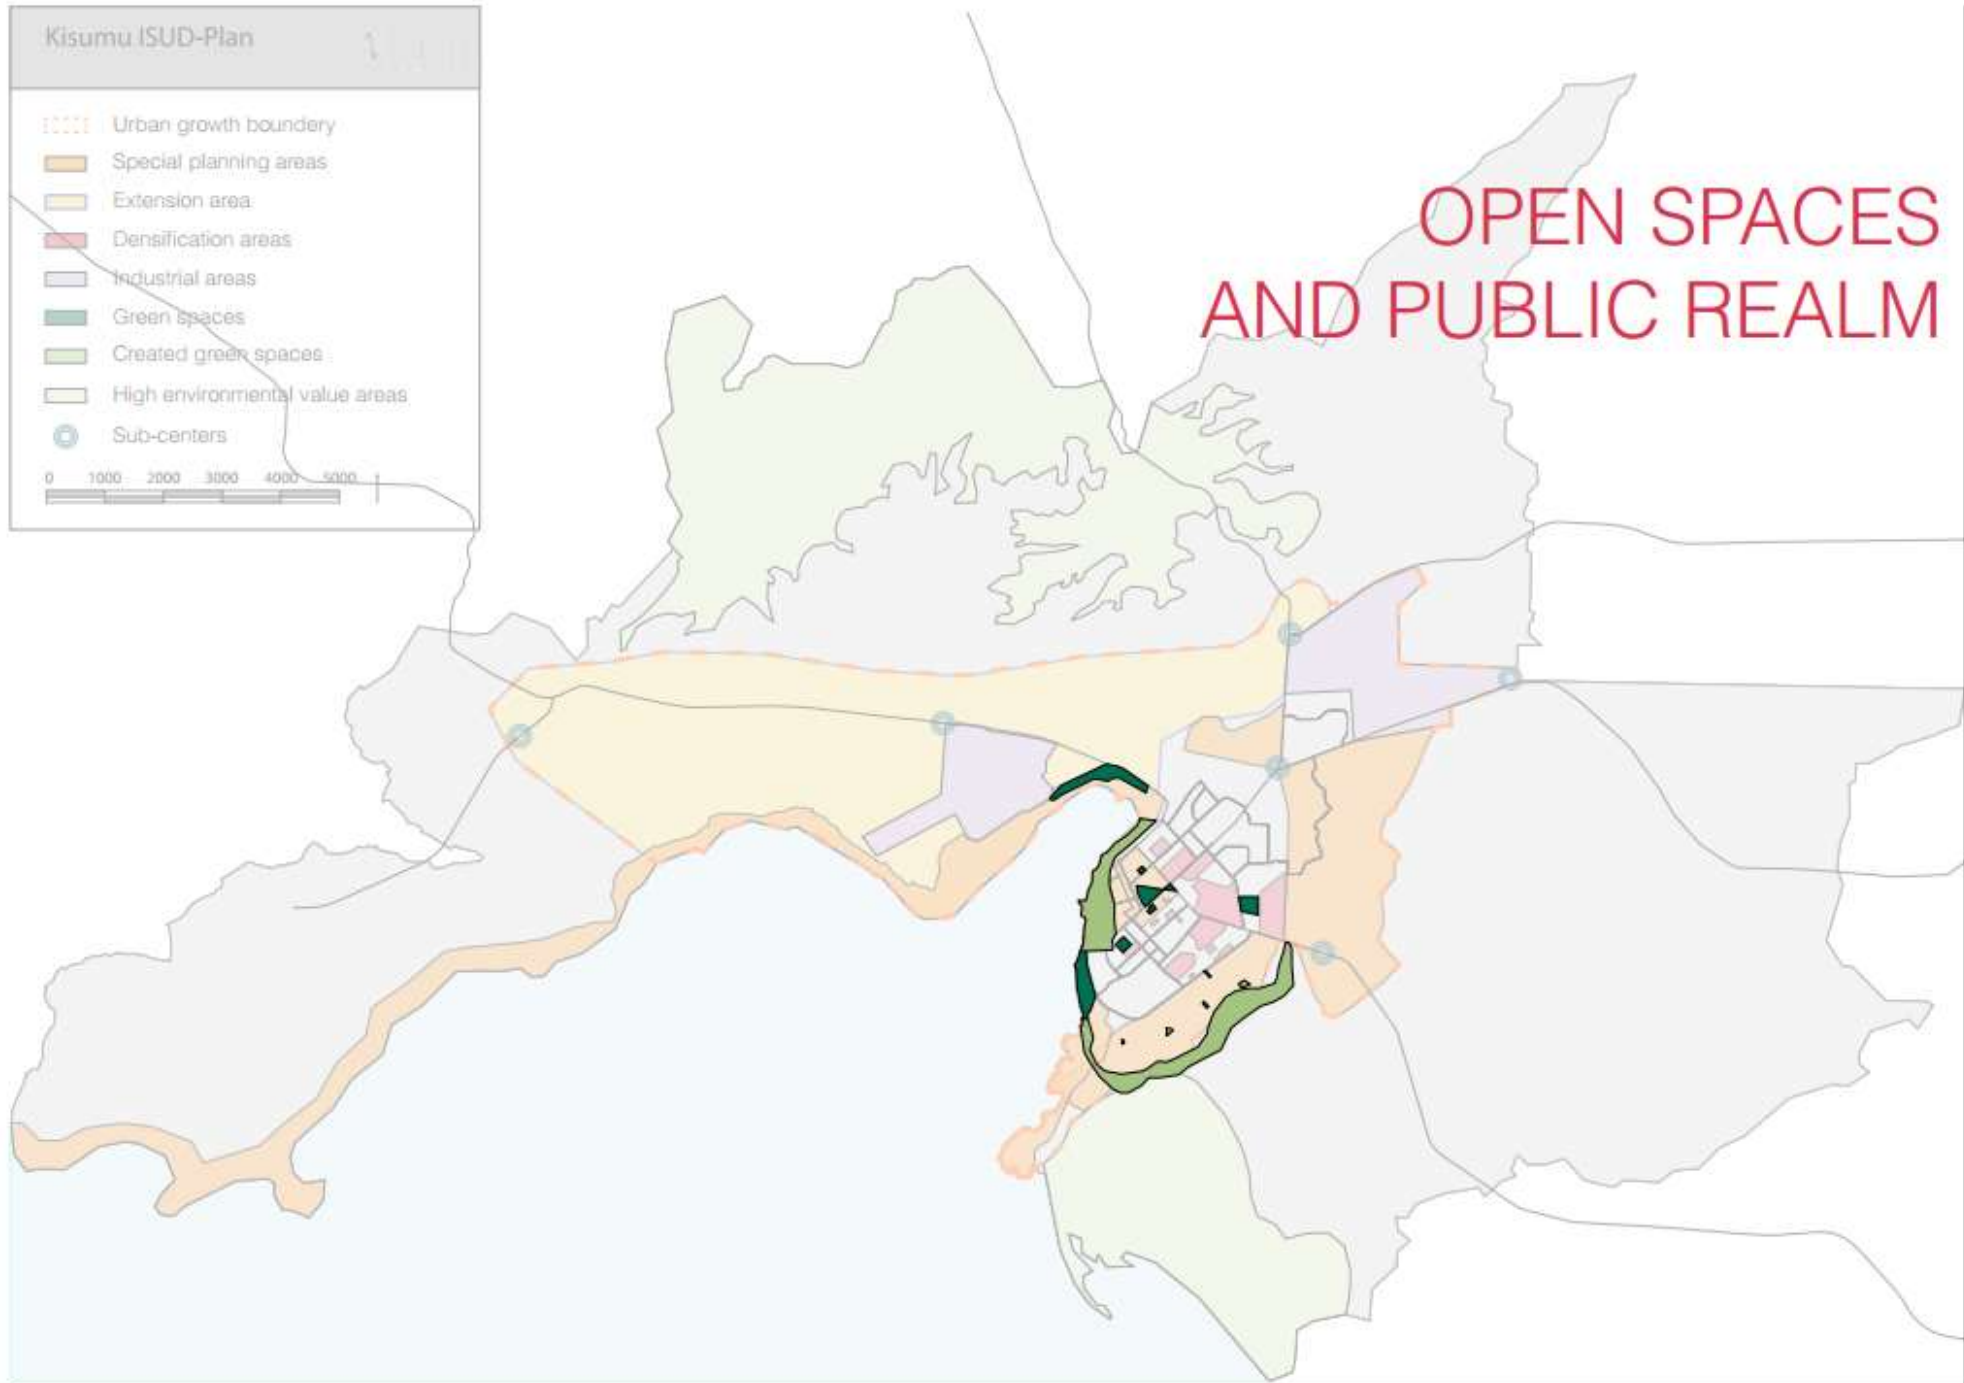 Kisumu ISUD-Plan
Urban growth boundery
Special planning areas
Extension area
Densification areas
Industrial areas
Green spaces
Created green spaces
High environmental value areas
Sub-centers
0 1000 2000 3000 4000 5000
OPEN SPACES
AND PUBLIC REALM